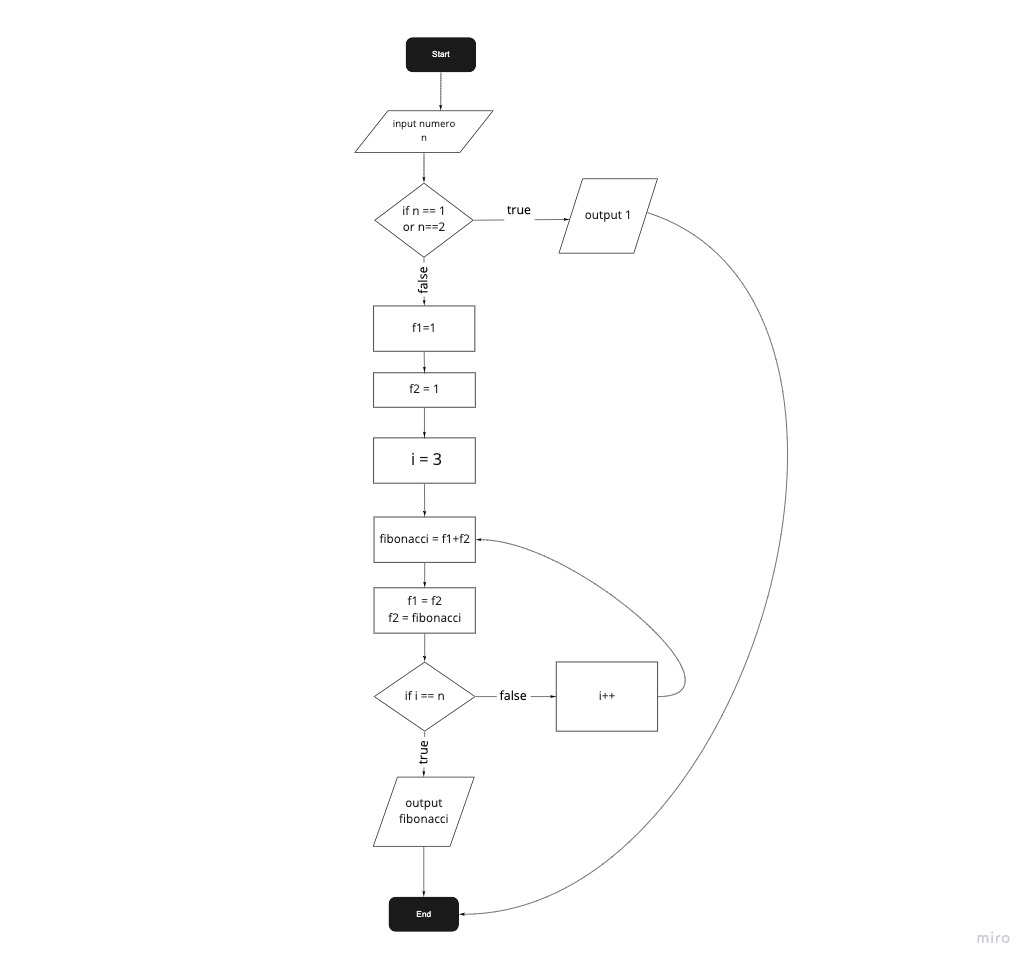 Start
input numero
n
if n == 1
or n==2
true
output 1
false
f1=1
f2 = 1
i = 3
fibonacci = f1+f2
f1 = f2
f2 = fibonacci
if i == n
false
i++
true
output
fibonacci
End
miro